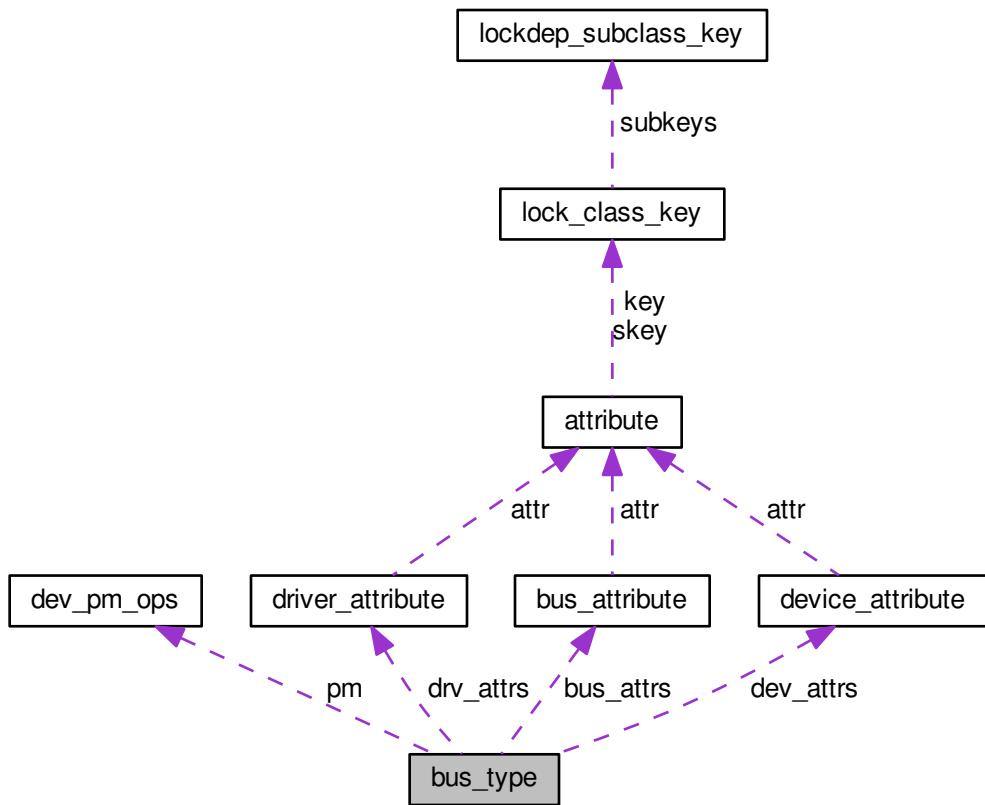 lockdep_subclass_key
subkeys
lock_class_key
key
skey
attribute
attr
attr
attr
dev_pm_ops
driver_attribute
bus_attribute
device_attribute
pm
drv_attrs
bus_attrs
dev_attrs
bus_type